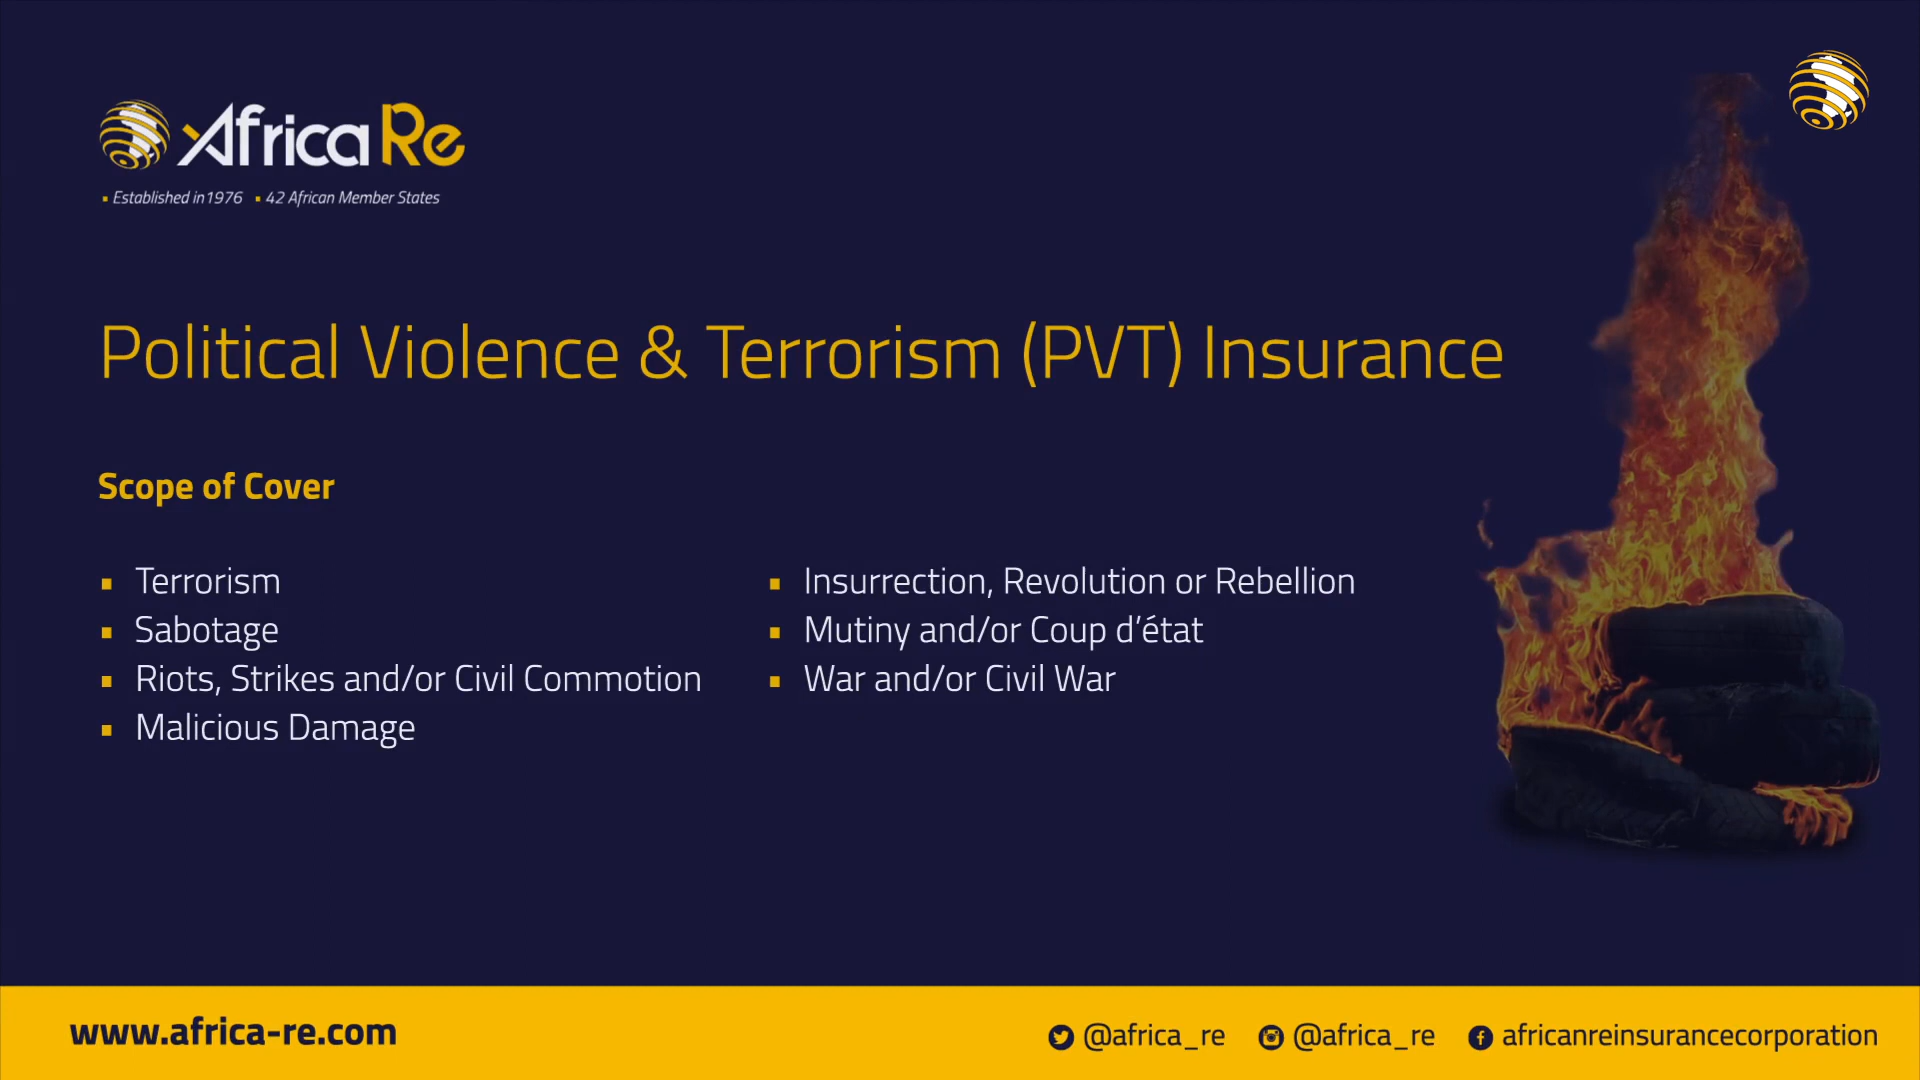 Africa Re
▪ Established in1976 ▪ 42 African Member States
Political Violence & Terrorism (PVT) Insurance
Scope of Cover
▪ Terrorism
▪ Sabotage
▪ Riots, Strikes and/or Civil Commotion
▪ Malicious Damage
▪ Insurrection, Revolution or Rebellion
▪ Mutiny and/or Coup d’état
▪ War and/or Civil War
www.africa-re.com
@africa_re
@africa_re
africanreinsurancecorporation